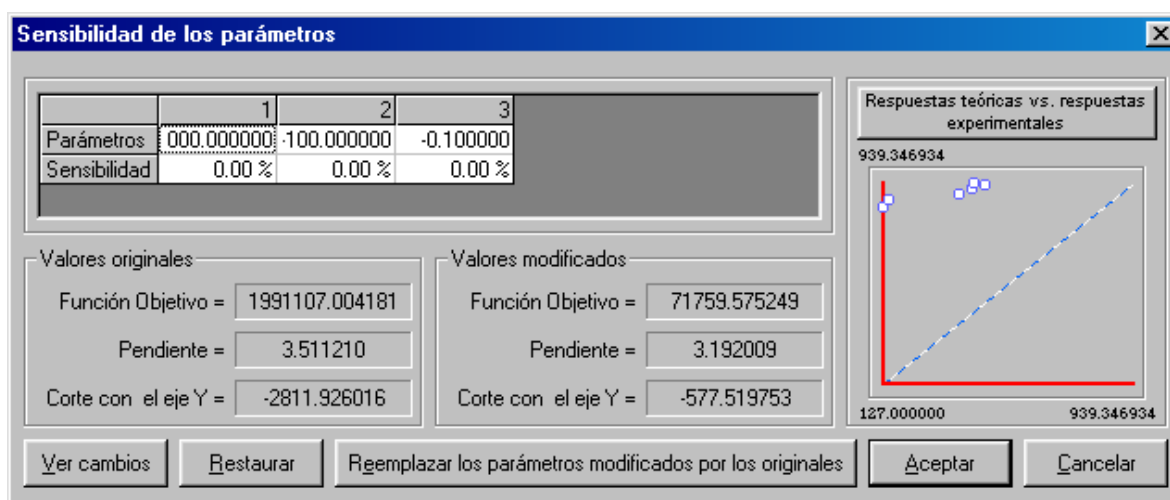 Sensibilidad de los parámetros
1 2 3
Parámetros 000.000000 -100.000000 -0.100000
Sensibilidad 0.00 % 0.00 % 0.00 %
Respuestas teóricas vs. respuestas
experimentales
939.346934
127.000000 939.346934
Valores originales
Función Objetivo = 1991107.004181
Pendiente = 3.511210
Corte con el eje Y = -2811.926016
Valores modificados
Función Objetivo = 71759.575249
Pendiente = 3.192009
Corte con el eje Y = -577.519753
Ver cambios
Restaurar
Reemplazar los parámetros modificados por los originales
Aceptar
Cancelar